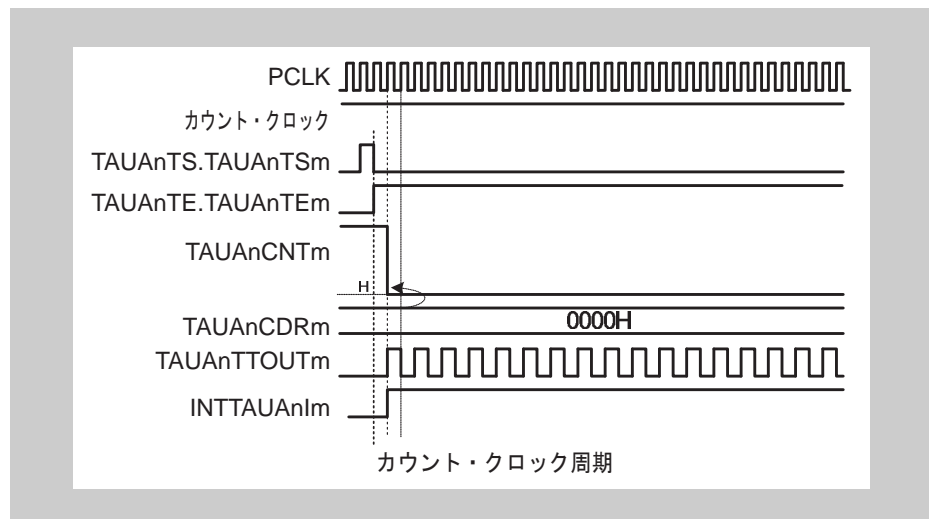 PCLK
カウント・クロック
TAUAnTS.TAUAnTSm
TAUAnTE.TAUAnTEm
TAUAnCNTm
H
TAUAnCDRm
0000H
TAUAnTTOUTm
INTTAUAnIm
カウント・クロック周期